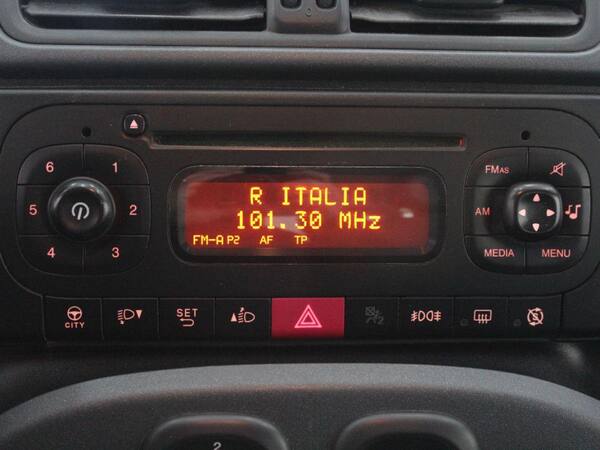 6 1
5 2
4 3
R ITALIA
101.30 MHz
FM-A P2 AF TP
FMAS
AM
MEDIA MENU
CITY
SET
2